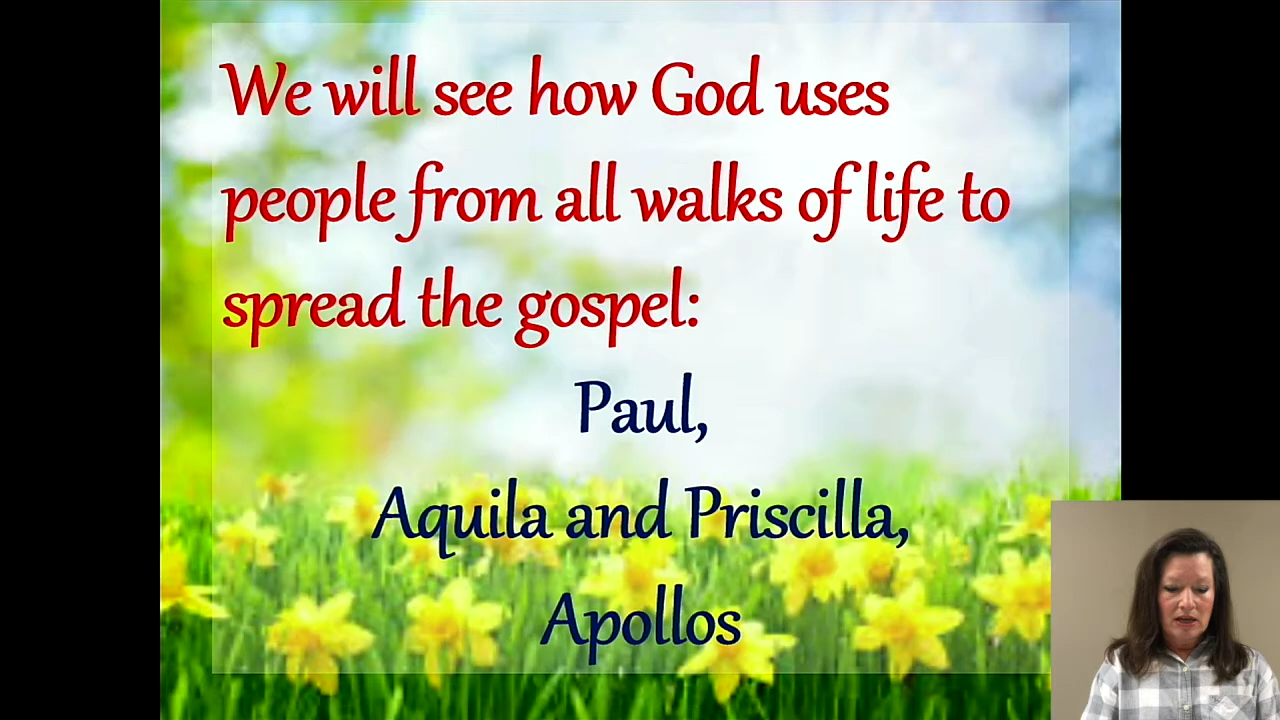 We will see how God uses
people from all walks of life to
spread the gospel:
Paul,
Aquila and Priscilla,
Apollos